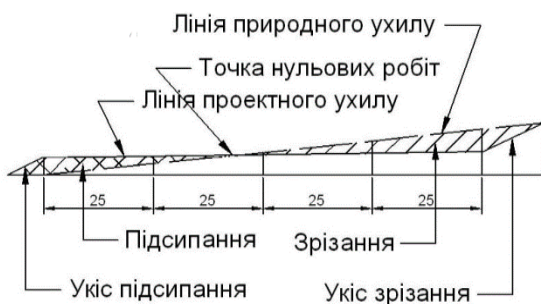 Лінія природного ухилу
Точка нульових робіт
Лінія проектного ухилу
25 25 25 25
Підсипання Зрізання
Укіс підсипання Укіс зрізання